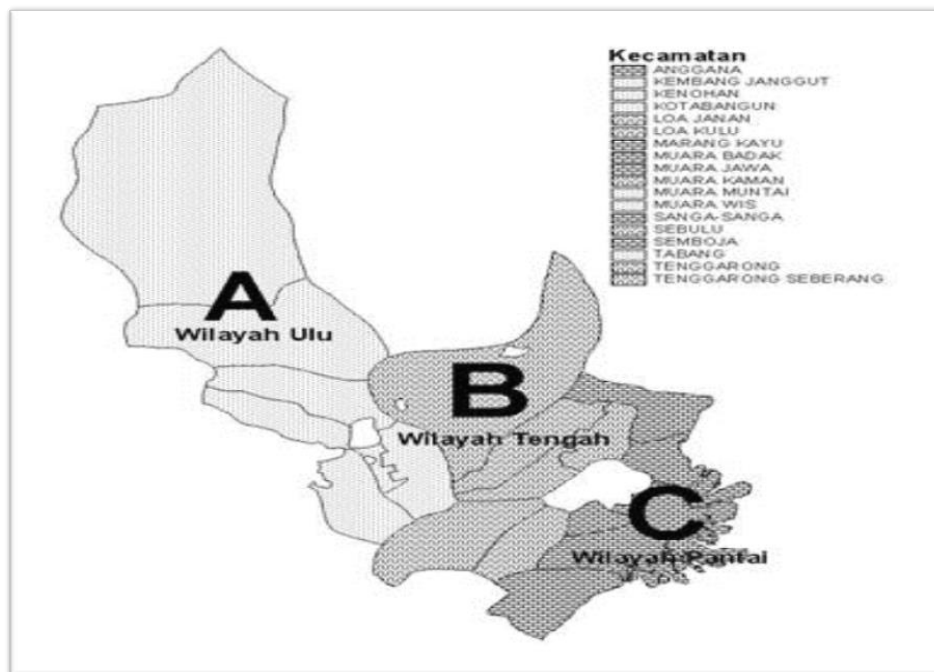 Kecamatan
ANGGANA
KEMBANG JANGGUT
KENOHAN
KOTABANGUN
LOA JANAN
LOA KULU
MARANG KAYU
MUARA BADAK
MUARA JAWA
MUARA KAMAN
MUARA MUNTAI
MUARA WIS
SANGA-SANGA
SEBULU
SEMBOJA
TABANG
TENGGARONG
TENGGARONG SEBERANG
A
Wilayah Ulu
B
Wilayah Tengah
C
Wilayah Pantai